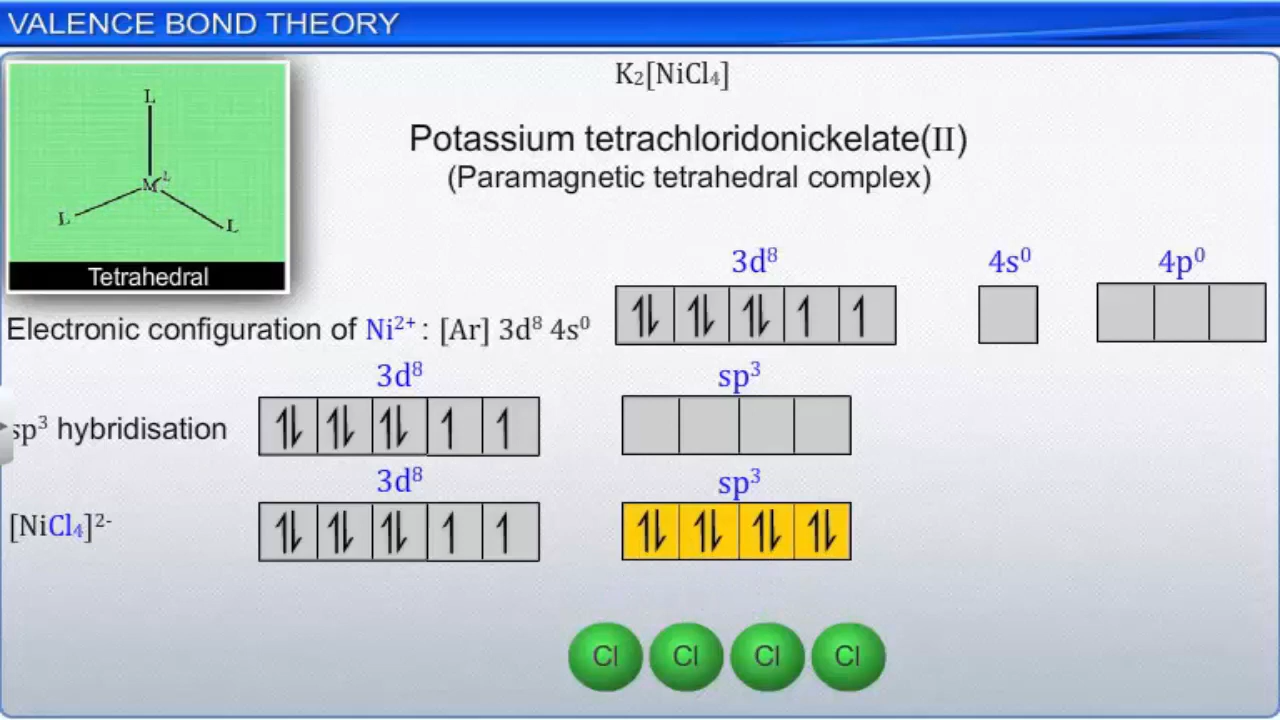 VALENCE BOND THEORY
K₂[NiCl₄]
Potassium tetrachloridonickelate(II)
(Paramagnetic tetrahedral complex)
L
M L
L L
Tetrahedral
3d⁸ 4s⁰ 4p⁰
Electronic configuration of Ni²⁺ : [Ar] 3d⁸ 4s⁰ ⥮ ⥮ ⥮ ↿ ↿
3d⁸ sp³
sp³ hybridisation ⥮ ⥮ ⥮ ↿ ↿
3d⁸ sp³
[NiCl₄]²⁻ ⥮ ⥮ ⥮ ↿ ↿ ⥮ ⥮ ⥮ ⥮
Cl Cl Cl Cl